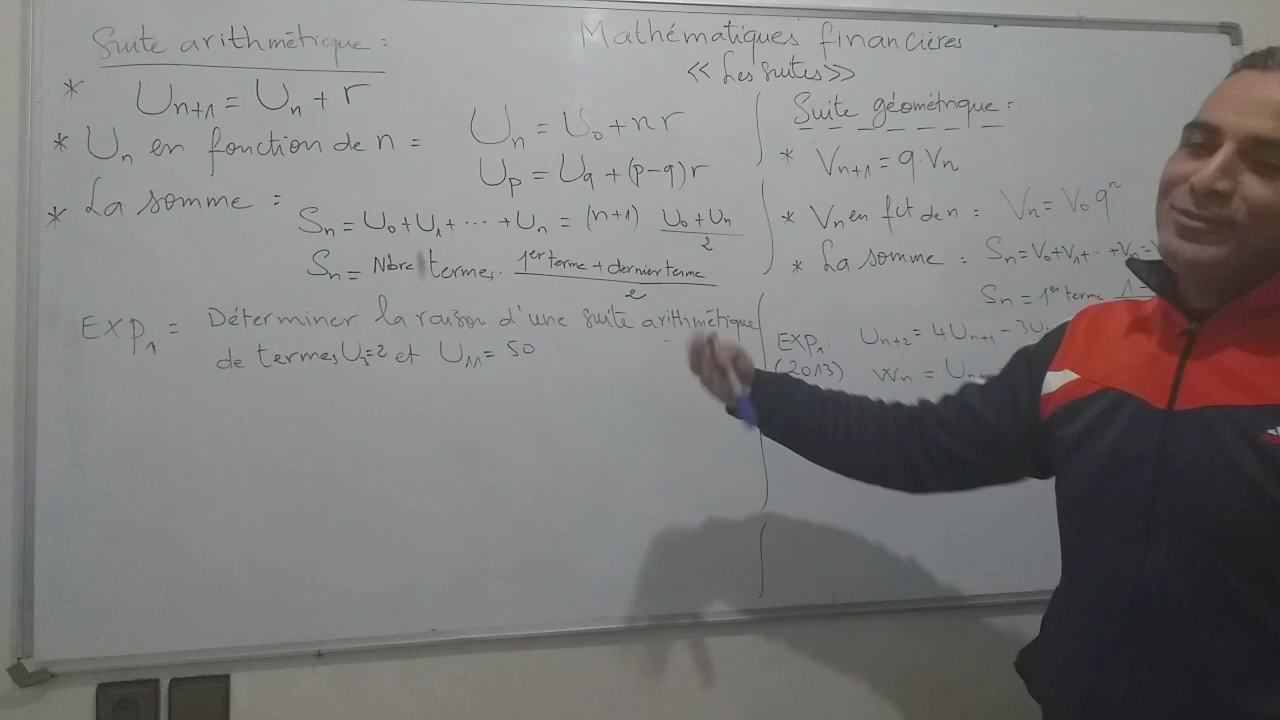 Mathématiques financières
<< Les suites >>
Suite arithmétique :
* Un+1 = Un + r
* Un en fonction de n = Un = U0 + nr
Up = Uq + (p-q)r
* La somme :
Sn = U0 + U1 + ... + Un = (n+1) (U0 + Un)/2
Sn = Nbre termes. (1er terme + dernier terme)/2
EXP1 = Déterminer la raison d'une suite arithmétique
de termes U3=2 et U11 = 50
Suite géométrique :
* Vn+1 = q.Vn
* Vn en fct de n : Vn = V0 q^n
* La somme : Sn = V0 + V1 + ... + Vn =
Sn = 1er terme 1 -
EXP1: Un+2 = 4Un+1 - 3U
(2013) Wn = Un